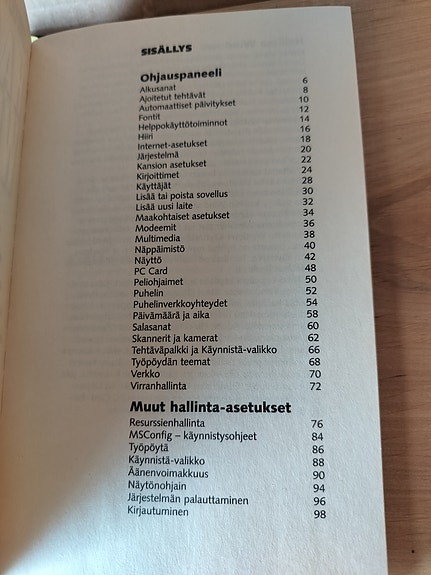 SISÄLLYS
Ohjauspaneeli
Alkusanat 6
Ajoitetut tehtävät 8
Automaattiset päivitykset 10
Fontit 12
Helppokäyttötoiminnot 14
Hiiri 16
Internet-asetukset 18
Järjestelmä 20
Kansion asetukset 22
Kirjoittimet 24
Käyttäjät 28
Lisää tai poista sovellus 30
Lisää uusi laite 32
Maakohtaiset asetukset 34
Modeemit 36
Multimedia 38
Näppäimistö 40
Näyttö 42
PC Card 48
Peliohjaimet 50
Puhelin 52
Puhelinverkkoyhteydet 54
Päivämäärä ja aika 58
Salasanat 60
Skannerit ja kamerat 62
Tehtäväpalkki ja Käynnistä-valikko 66
Työpöydän teemat 68
Verkko 70
Virranhallinta 72
Muut hallinta-asetukset
Resurssienhallinta 76
MSConfig – käynnistysohjeet 84
Työpöytä 86
Käynnistä-valikko 88
Äänenvoimakkuus 90
Näytönohjain 94
Järjestelmän palauttaminen 96
Kirjautuminen 98